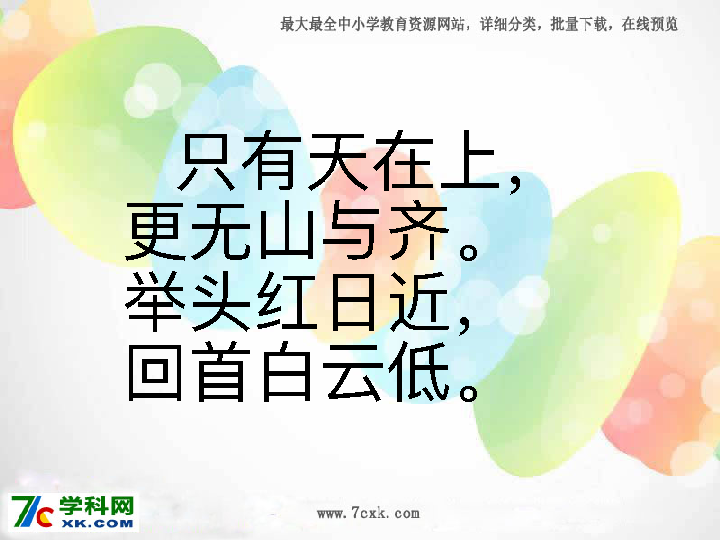 最大最全中小学教育资源网站，详细分类，批量下载，在线预览
只有天在上，
更无山与齐。
举头红日近，
回首白云低。
7c学科网
XK.COM
www.7cxk.com